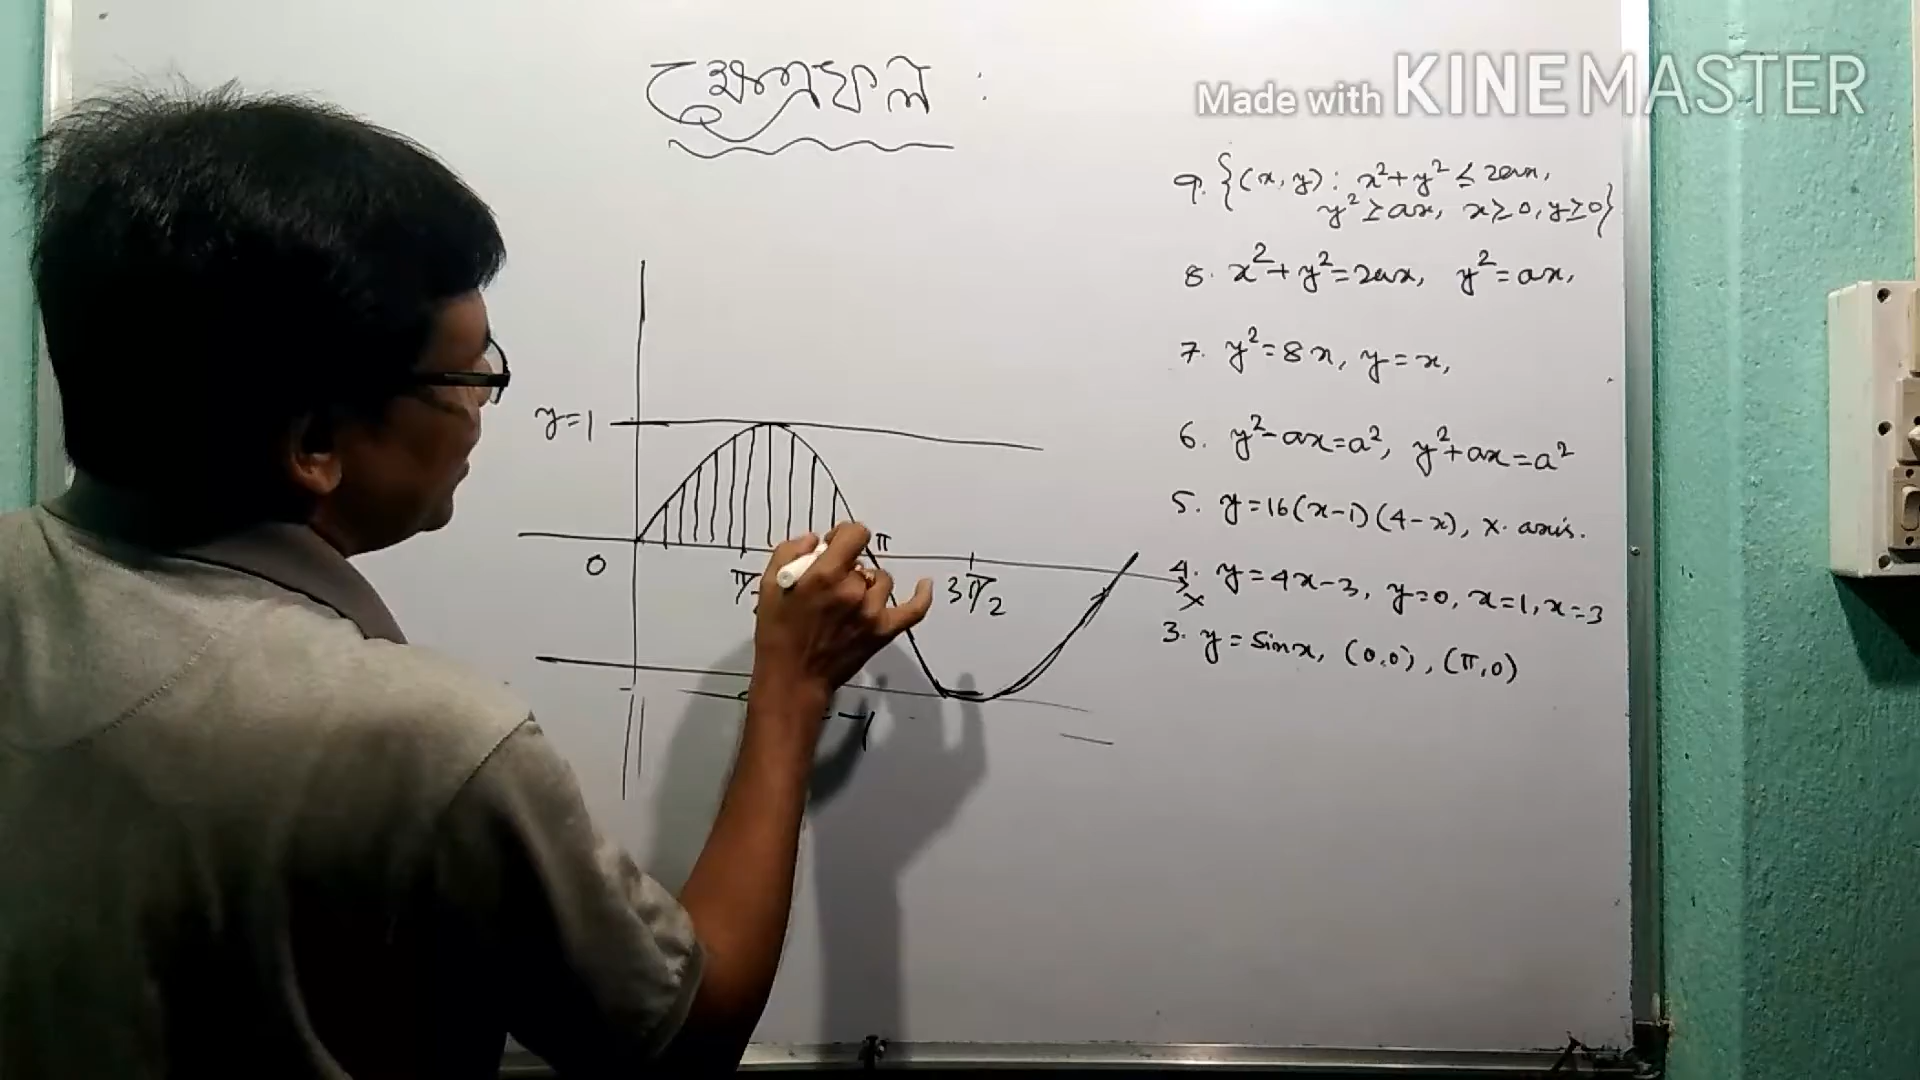 ক্ষেত্রফল :
Made with KINEMASTER
9. {(x, y) : x²+y² ≤ 2ax,
y² ≥ ax, x ≥ 0, y ≥ 0}
8. x²+y²=2ax, y²=ax,
7. y²=8x, y=x,
6. y²-ax=a², y²+ax=a²
5. y=16(x-1)(4-x), x-axis.
4. y=4x-3, y=0, x=1, x=3
3. y=sinx, (0,0), (π,0)
y=1
π
0
3π/2
X
=-1